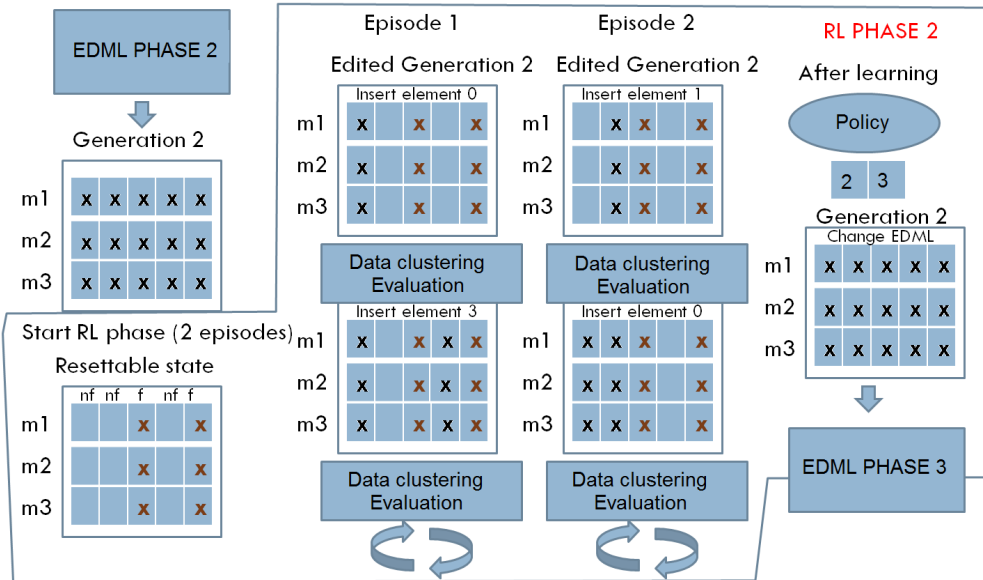 EDML PHASE 2
Generation 2
m1 x x x x x
m2 x x x x x
m3 x x x x x
Start RL phase (2 episodes)
Resettable state
nf nf f nf f
m1 x x
m2 x x
m3 x x
Episode 1
Edited Generation 2
Insert element 0
m1 x x x
m2 x x x
m3 x x x
Data clustering
Evaluation
Insert element 3
m1 x x x x
m2 x x x x
m3 x x x x
Data clustering
Evaluation
Episode 2
Edited Generation 2
Insert element 1
m1 x x x
m2 x x x
m3 x x x
Data clustering
Evaluation
Insert element 0
m1 x x x x
m2 x x x x
m3 x x x x
Data clustering
Evaluation
RL PHASE 2
After learning
Policy
2 3
Generation 2
Change EDML
m1 x x x x x
m2 x x x x x
m3 x x x x x
EDML PHASE 3